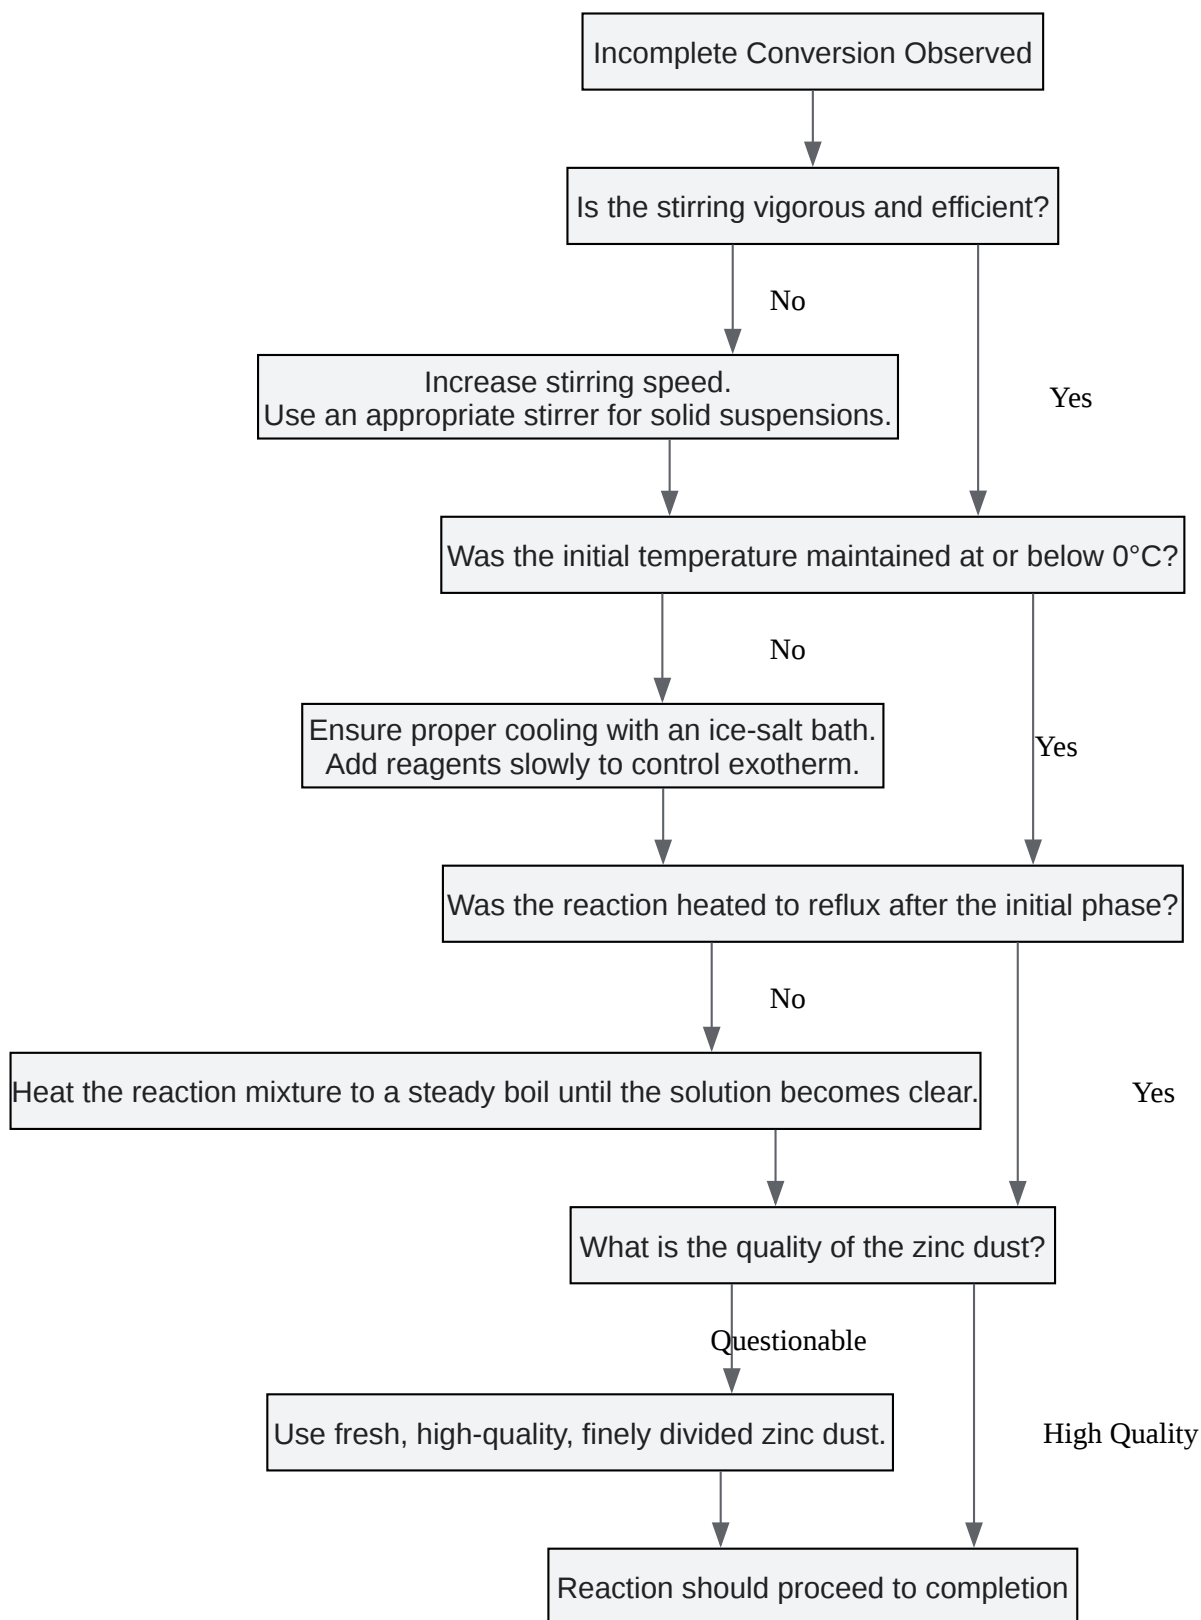 Incomplete Conversion Observed
Is the stirring vigorous and efficient?
No
Increase stirring speed.
Use an appropriate stirrer for solid suspensions.
Yes
Was the initial temperature maintained at or below 0°C?
No
Ensure proper cooling with an ice-salt bath.
Add reagents slowly to control exotherm.
Yes
Was the reaction heated to reflux after the initial phase?
No
Heat the reaction mixture to a steady boil until the solution becomes clear.
Yes
What is the quality of the zinc dust?
Questionable
Use fresh, high-quality, finely divided zinc dust.
High Quality
Reaction should proceed to completion